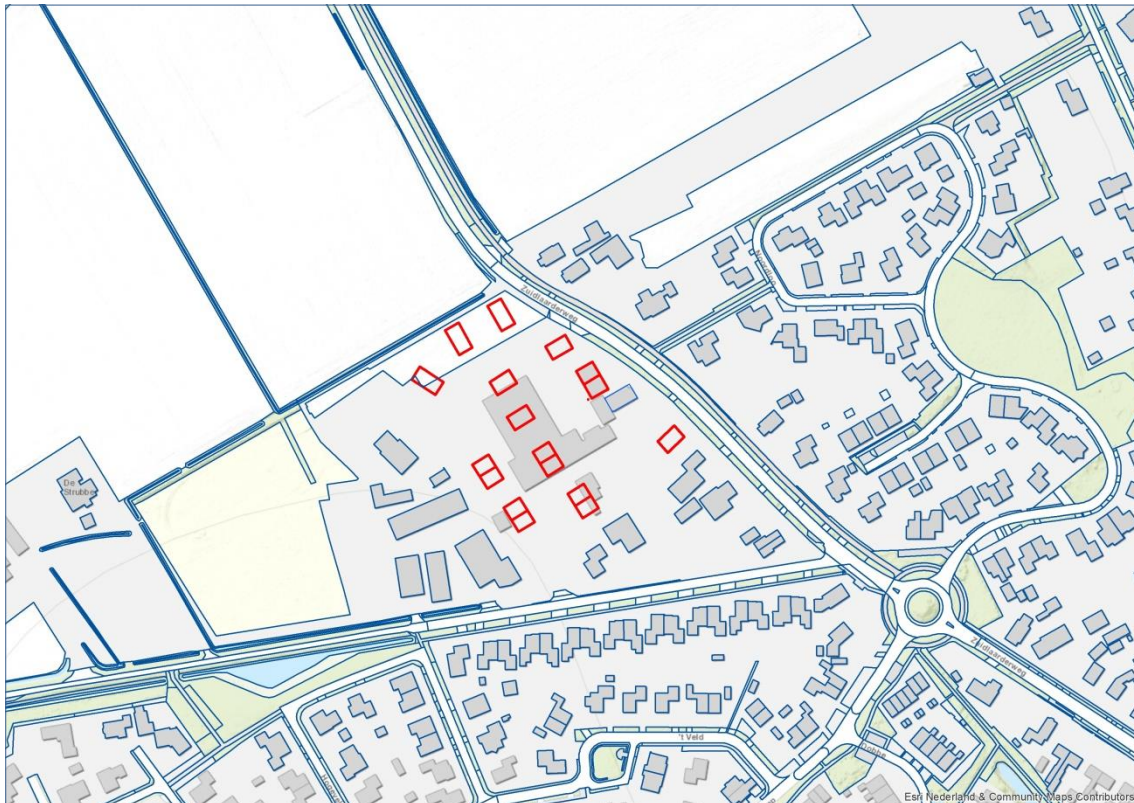 Zuidlaarderweg
De
Strubbe
Zuidlaarderweg
't Veld
Esri Nederland & Community Maps Contributors